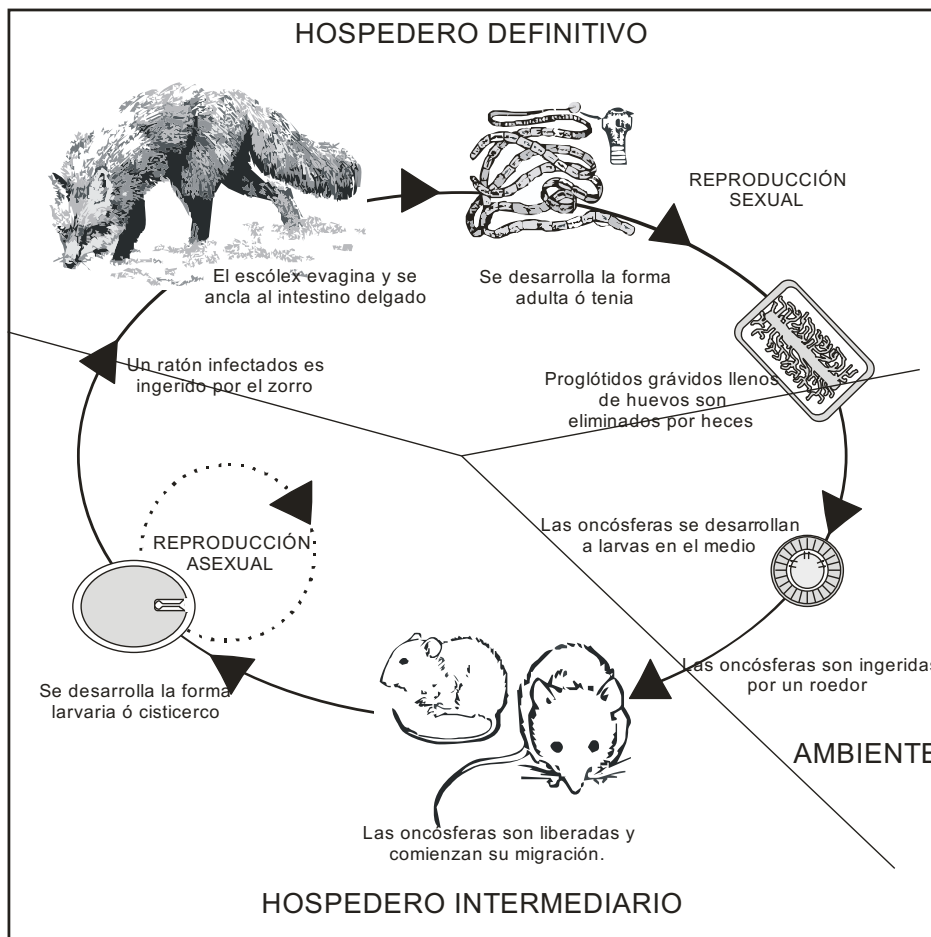 HOSPEDERO DEFINITIVO
REPRODUCCIÓN
SEXUAL
El escólex evagina y se
ancla al intestino delgado
Se desarrolla la forma
adulta ó tenia
Un ratón infectados es
ingerido por el zorro
Proglótidos grávidos llenos
de huevos son
eliminados por heces
Las oncósferas se desarrollan
a larvas en el medio
REPRODUCCIÓN
ASEXUAL
Las oncósferas son ingeridas
por un roedor
Se desarrolla la forma
larvaria ó cisticerco
AMBIENTE
Las oncósferas son liberadas y
comienzan su migración.
HOSPEDERO INTERMEDIARIO